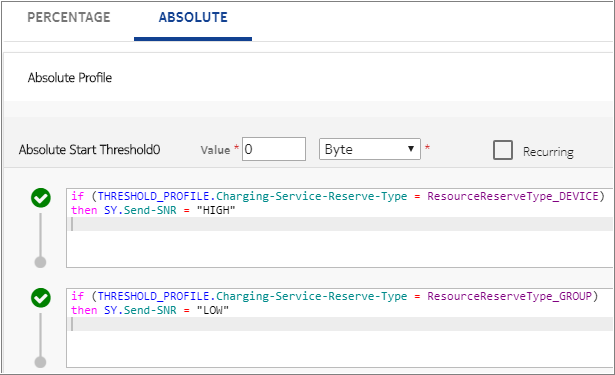 PERCENTAGE ABSOLUTE
Absolute Profile
Absolute Start Threshold0 Value * 0 Byte * Recurring
if (THRESHOLD_PROFILE.Charging-Service-Reserve-Type = ResourceReserveType_DEVICE)
then SY.Send-SNR = "HIGH"
if (THRESHOLD_PROFILE.Charging-Service-Reserve-Type = ResourceReserveType_GROUP)
then SY.Send-SNR = "LOW"